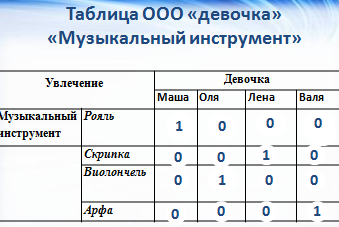 Таблица ООО «девочка»
«Музыкальный инструмент»
Увлечение Девочка
Маша Оля Лена Валя
Музыкальный инструмент Рояль 1 0 0 0
Скрипка 0 0 1 0
Виолончель 0 1 0 0
Арфа 0 0 0 1